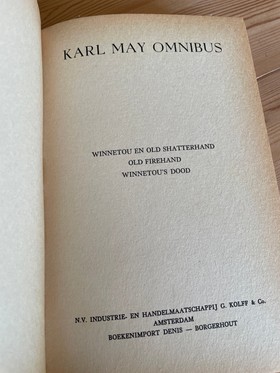 KARL MAY OMNIBUS
WINNETOU EN OLD SHATTERHAND
OLD FIREHAND
WINNETOU'S DOOD
N.V. INDUSTRIE- EN HANDELMAATSCHAPPIJ G. KOLFF & Co.
AMSTERDAM
BOEKENIMPORT DENIS — BORGERHOUT